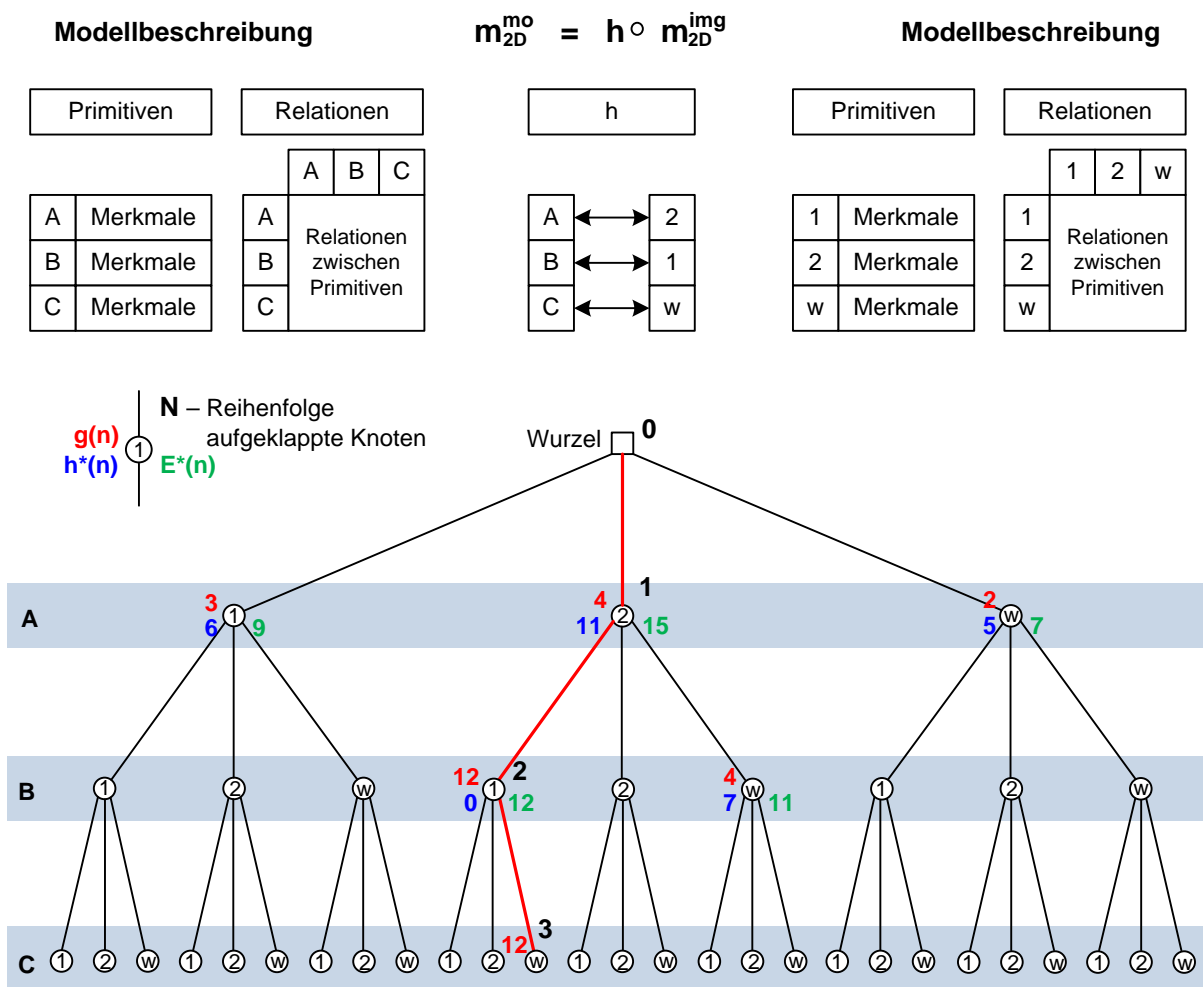 Modellbeschreibung m_2D^mo = h ○ m_2D^img Modellbeschreibung
Primitiven Relationen h Primitiven Relationen
A B C 1 2 w
A Merkmale A A 2 1 Merkmale 1
B Merkmale B B 1 2 Merkmale 2
C Merkmale C C w w Merkmale w
Relationen
zwischen
Primitiven
Relationen
zwischen
Primitiven
N – Reihenfolge
aufgeklappte Knoten
g(n)
1
h*(n) E*(n)
Wurzel 0
1
A 3 1 6 9 4 2 11 15 2 w 5 7
2
B 1 2 w 12 1 0 12 2 4 w 7 11 1 2 w
3
12
C 1 2 w 1 2 w 1 2 w 1 2 w 1 2 w 1 2 w 1 2 w 1 2 w 1 2 w